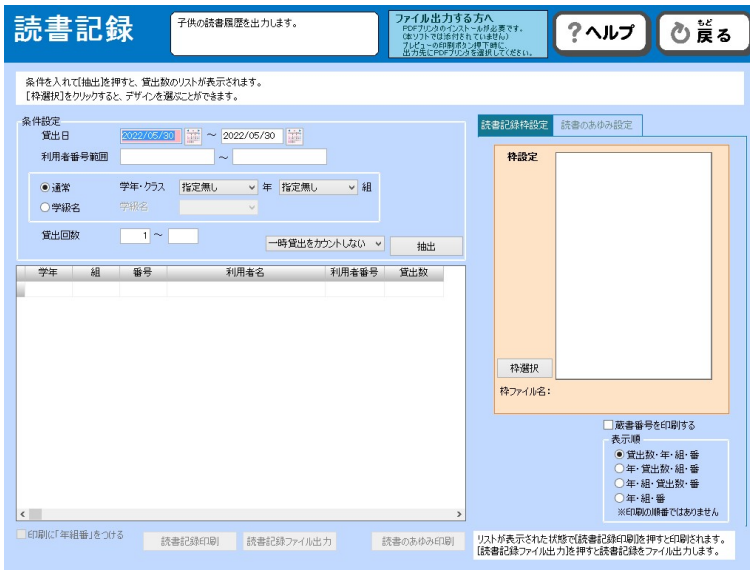 読書記録
子供の読書履歴を出力します。
ファイル出力する方へ
PDFプリンタのインストールが必要です。
(本ソフトでは添付されていません)
プレビューの印刷ボタン押下時に、
出力先にPDFプリンタを選択してください。
?ヘルプ
もど
戻る
条件を入れて[抽出]を押すと、貸出数のリストが表示されます。
[枠選択]をクリックすると、デザインを選ぶことができます。
条件設定
貸出日 2022/05/30 ～ 2022/05/30
利用者番号範囲 ～
通常 学年・クラス 指定無し 年 指定無し 組
学級名 学級名
貸出回数 1 ～
一時貸出をカウントしない 抽出
学年 組 番号 利用者名 利用者番号 貸出数
印刷に「年組番」をつける
読書記録印刷 読書記録ファイル出力 読書のあゆみ印刷
読書記録枠設定 読書のあゆみ設定
枠設定
枠選択
枠ファイル名:
蔵書番号を印刷する
表示順
貸出数・年・組・番
年・貸出数・組・番
年・組・貸出数・番
年・組・番
※印刷の順番ではありません
リストが表示された状態で[読書記録印刷]を押すと印刷されます。
[読書記録ファイル出力]を押すと読書記録をファイル出力します。